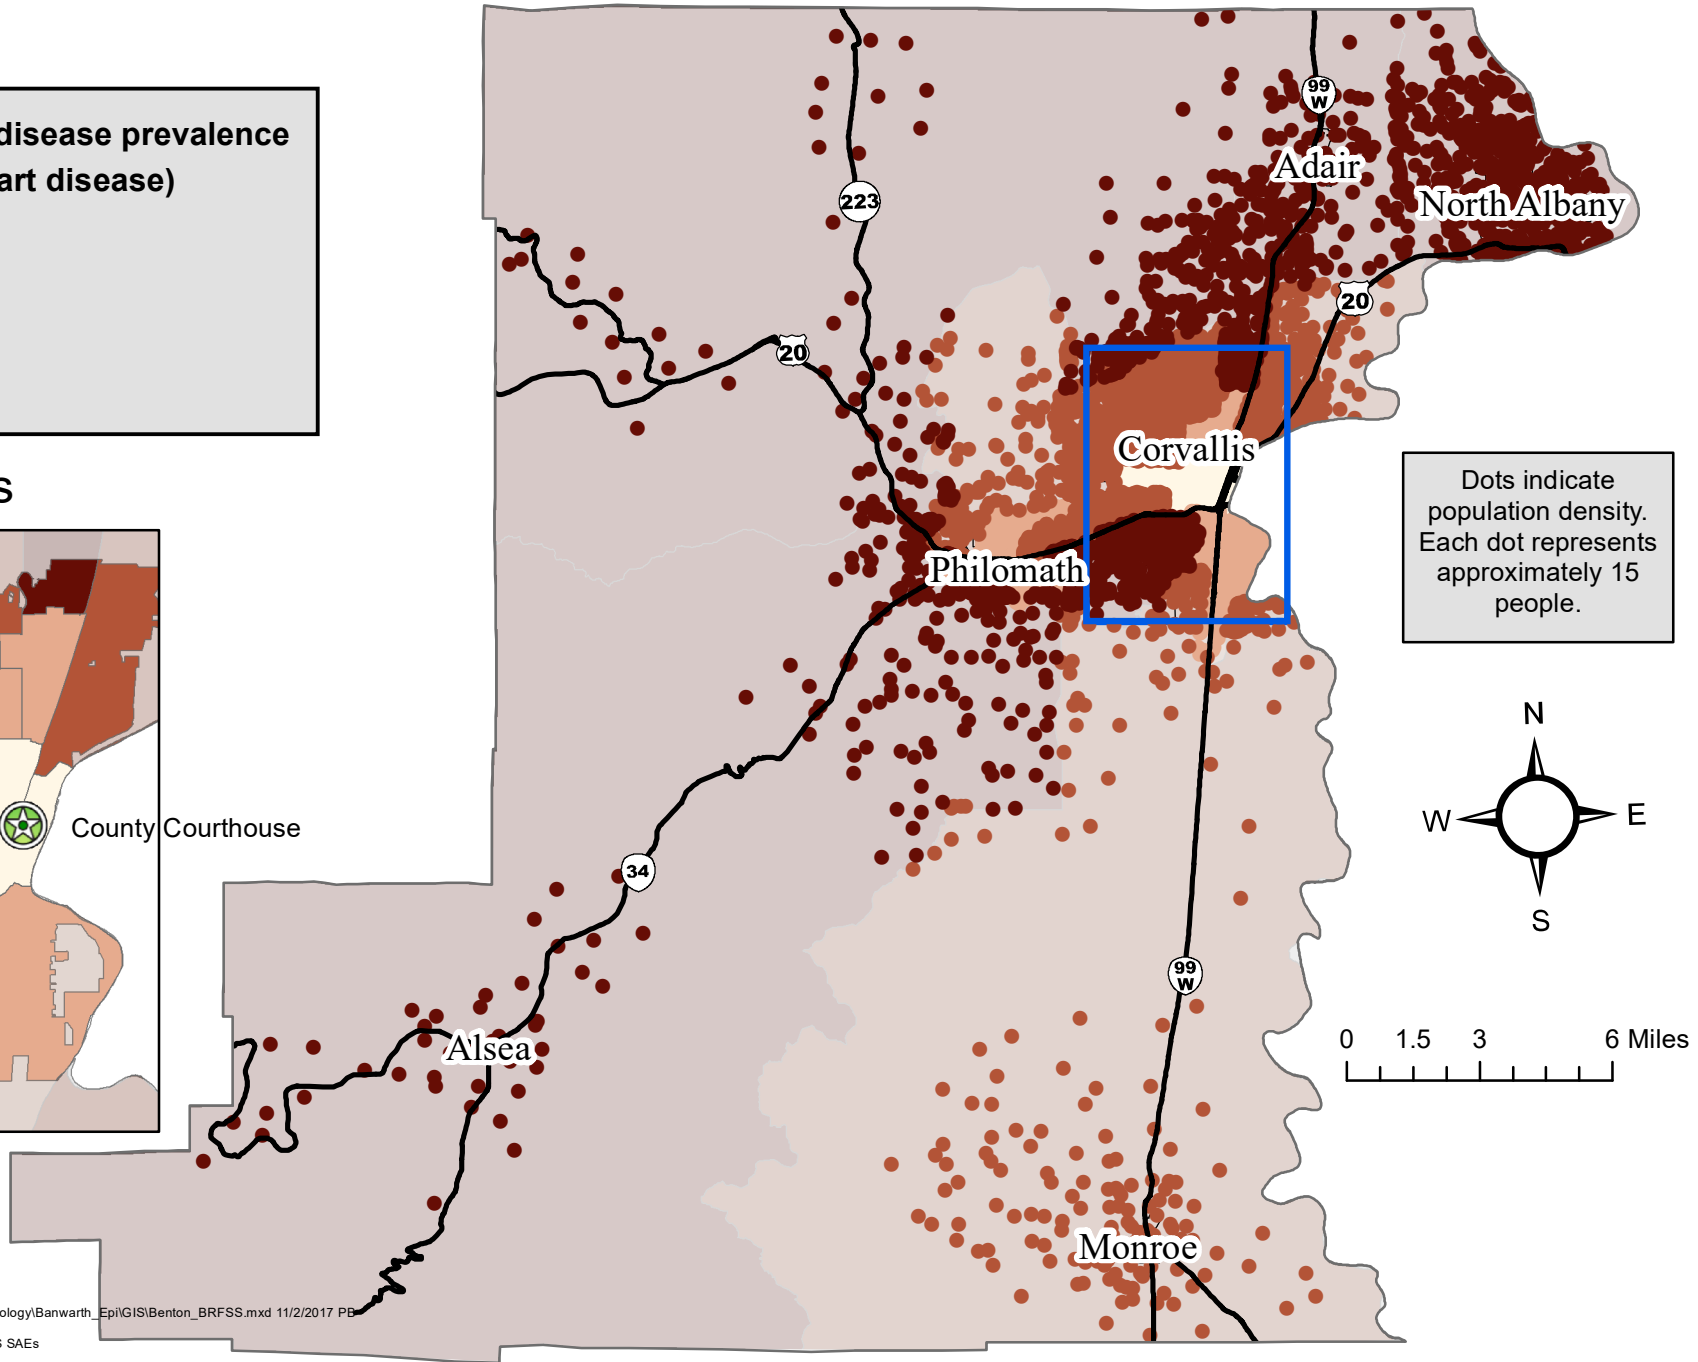 disease prevalence
art disease)
s
County Courthouse
99
W
Adair
North Albany
223
20
20
Corvallis
Dots indicate
population density.
Each dot represents
approximately 15
people.
Philomath
N
W
E
S
34
99
W
0 1.5 3 6 Miles
Alsea
Monroe
ology\Banwarth_Epi\GIS\Benton_BRFSS.mxd 11/2/2017 PB
S SAEs